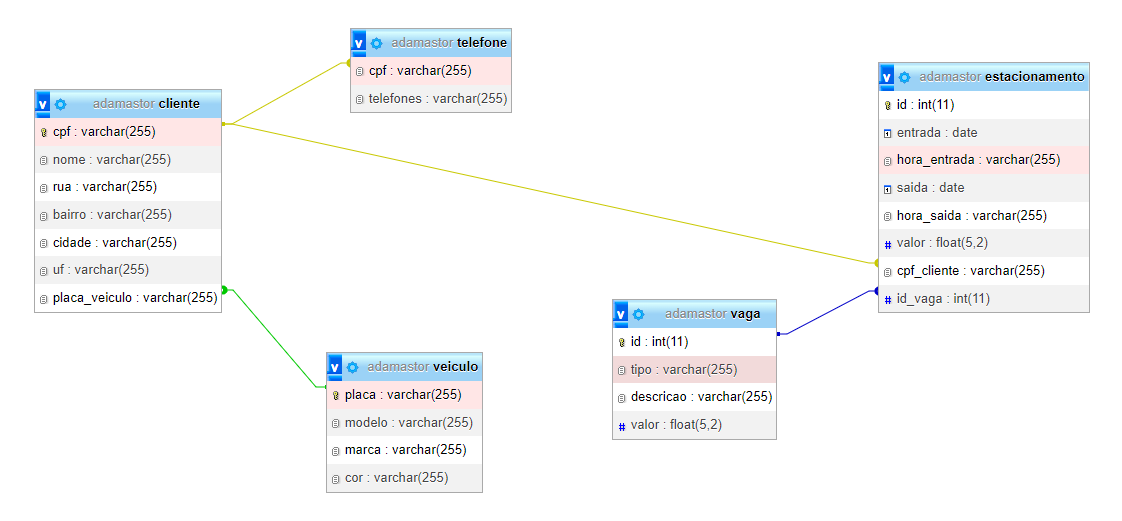 adamastor telefone
cpf : varchar(255)
telefones : varchar(255)
adamastor cliente
cpf : varchar(255)
nome : varchar(255)
rua : varchar(255)
bairro : varchar(255)
cidade : varchar(255)
uf : varchar(255)
placa_veiculo : varchar(255)
adamastor estacionamento
id : int(11)
entrada : date
hora_entrada : varchar(255)
saida : date
hora_saida : varchar(255)
valor : float(5,2)
cpf_cliente : varchar(255)
id_vaga : int(11)
adamastor vaga
id : int(11)
tipo : varchar(255)
descricao : varchar(255)
valor : float(5,2)
adamastor veiculo
placa : varchar(255)
modelo : varchar(255)
marca : varchar(255)
cor : varchar(255)